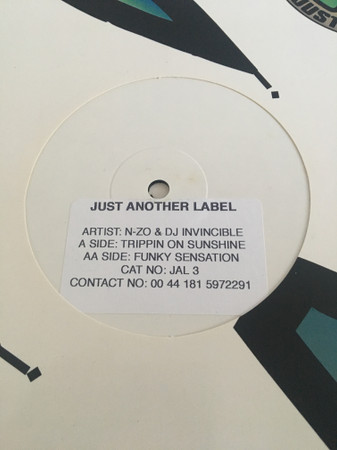 JUST
JUST ANOTHER LABEL
ARTIST: N-ZO & DJ INVINCIBLE
A SIDE: TRIPPIN ON SUNSHINE
AA SIDE: FUNKY SENSATION
CAT NO: JAL 3
CONTACT NO: 00 44 181 5972291